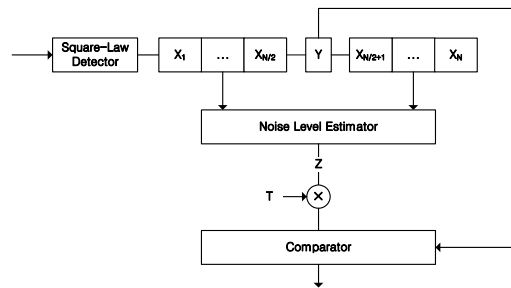 Square-Law
Detector
X1 ... XN/2 Y XN/2+1 ... XN
Noise Level Estimator
Z
T ×
Comparator